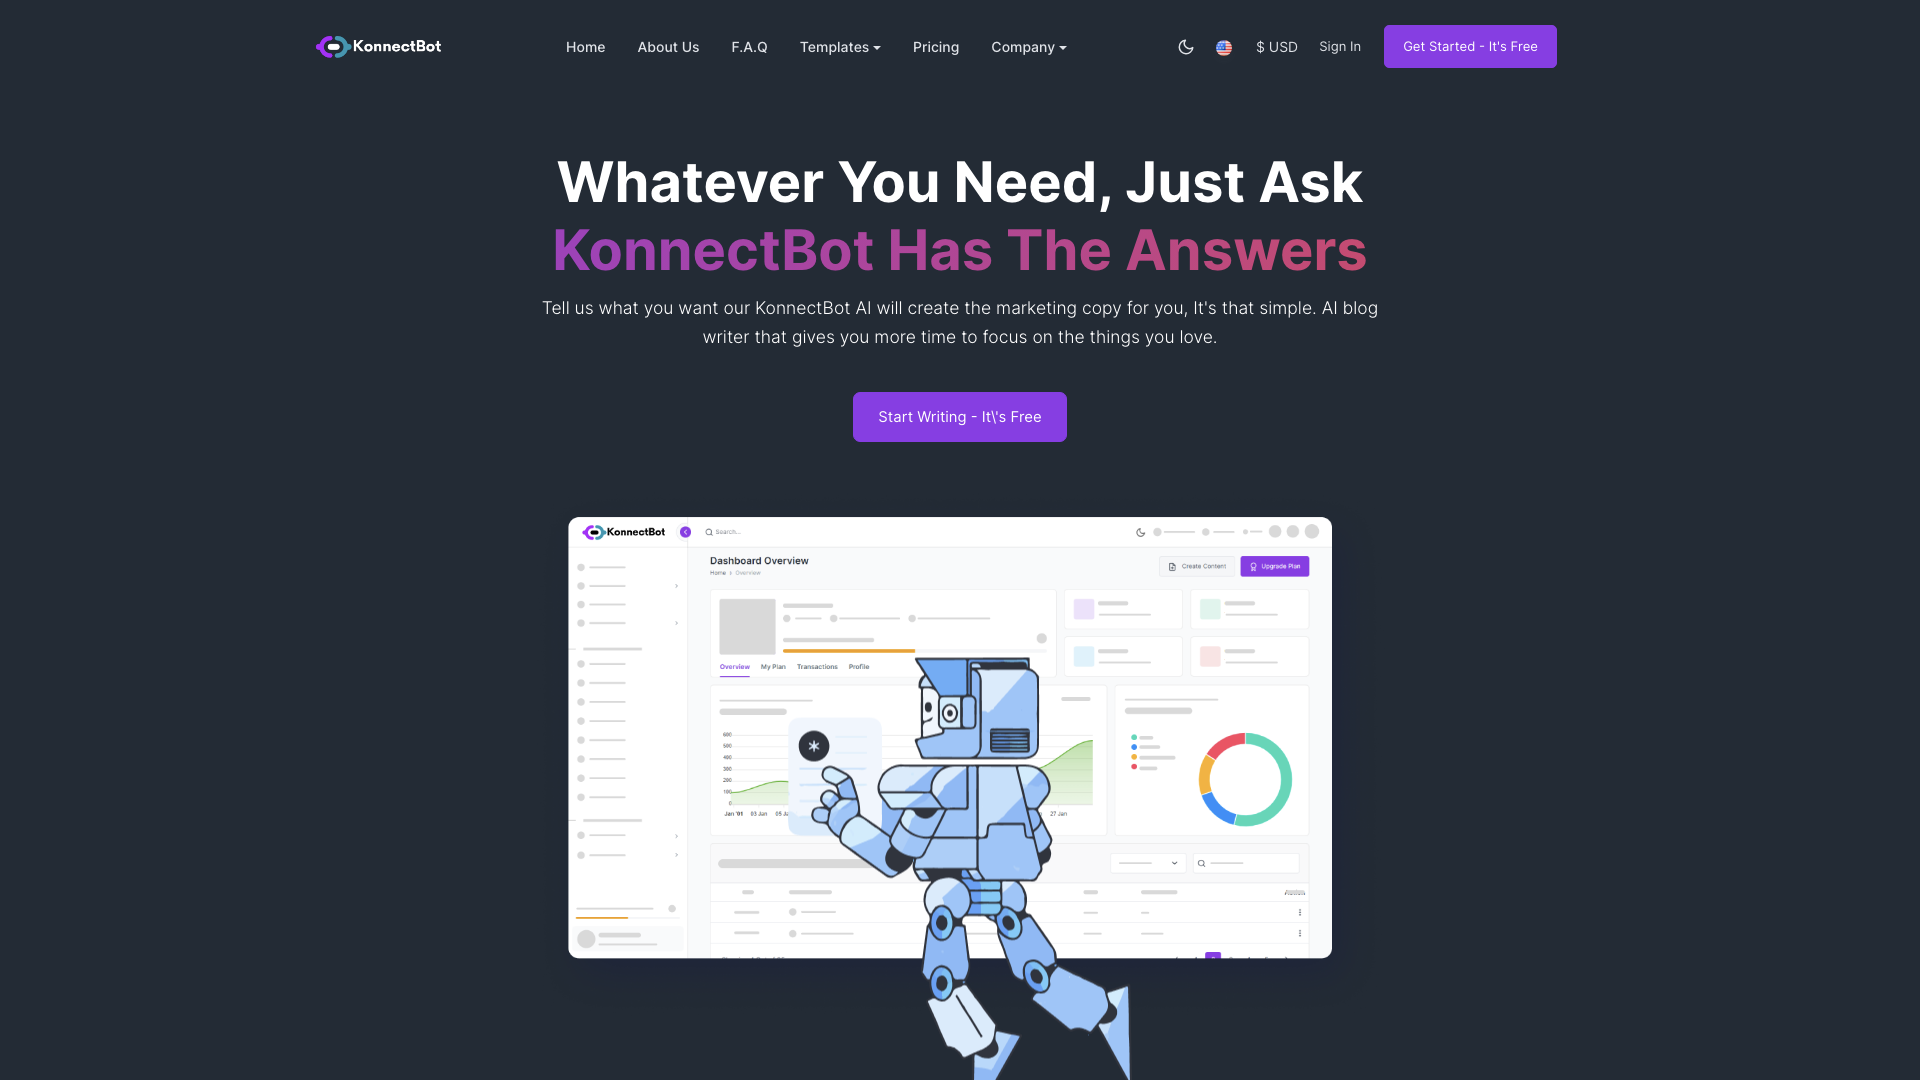 KonnectBot
Home
About Us
F.A.Q
Templates
Pricing
Company
$ USD
Sign In
Get Started - It's Free
Whatever You Need, Just Ask
KonnectBot Has The Answers
Tell us what you want our KonnectBot AI will create the marketing copy for you, It's that simple. AI blog
writer that gives you more time to focus on the things you love.
Start Writing - It\'s Free
KonnectBot
Search...
Dashboard Overview
Home > Overview
Create Content
Upgrade Plan
Overview
My Plan
Transactions
Profile
600
500
400
300
200
100
0
Jan '01
03 Jan
05 Ja
27 Jan